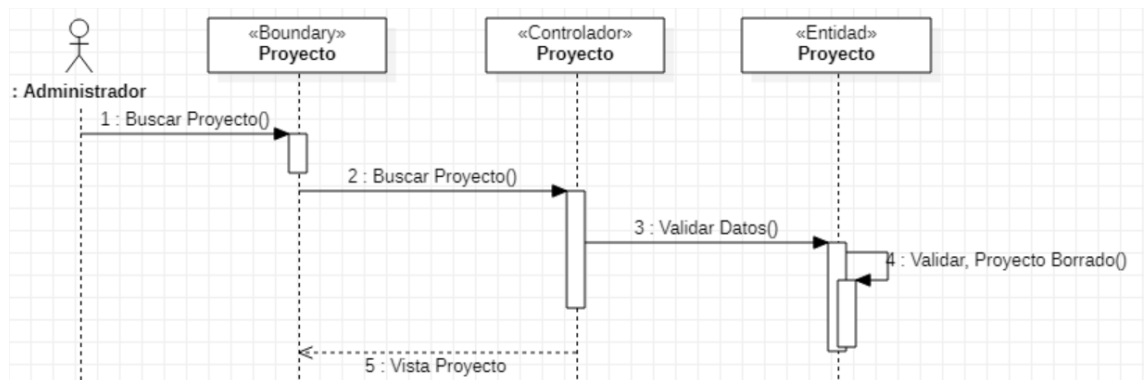 «Boundary»
Proyecto
«Controlador»
Proyecto
«Entidad»
Proyecto
: Administrador
1 : Buscar Proyecto()
2 : Buscar Proyecto()
3 : Validar Datos()
4 : Validar, Proyecto Borrado()
5 : Vista Proyecto